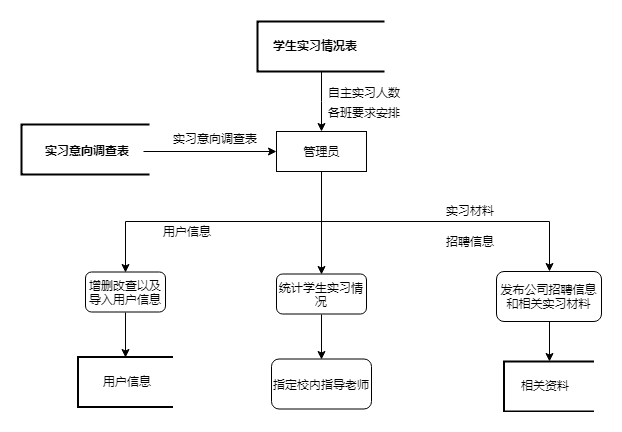 学生实习情况表
自主实习人数
各班要求安排
实习意向调查表
实习意向调查表
管理员
用户信息
实习材料
招聘信息
增删改查以及
导入用户信息
统计学生实习情
况
发布公司招聘信息
和相关实习材料
用户信息
指定校内指导老师
相关资料